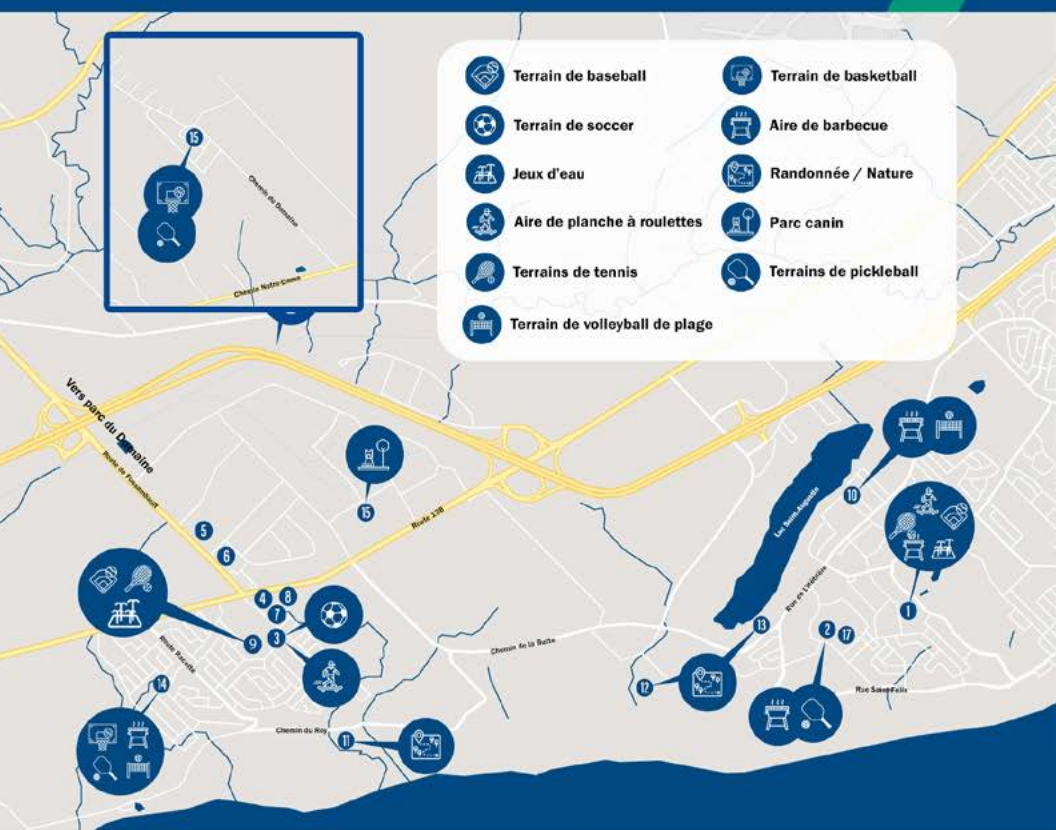 Terrain de baseball
Terrain de basketball
Terrain de soccer
Aire de barbecue
Jeux d'eau
Randonnée / Nature
Aire de planche à roulettes
Parc canin
Terrains de tennis
Terrains de pickleball
Terrain de volleyball de plage
15
Chemin du Domaine
Chemin Notre-Dame
Vers parc du Domaine
Route de Fossambault
15
Route 138
5
6
4
8
7
3
9
Route Racette
14
Chemin du Roy
11
Chemin de la Butte
12
13
Lac Saint-Augustin
10
Rue de L'Hêtrière
1
2
17
Rue Saint-Félix